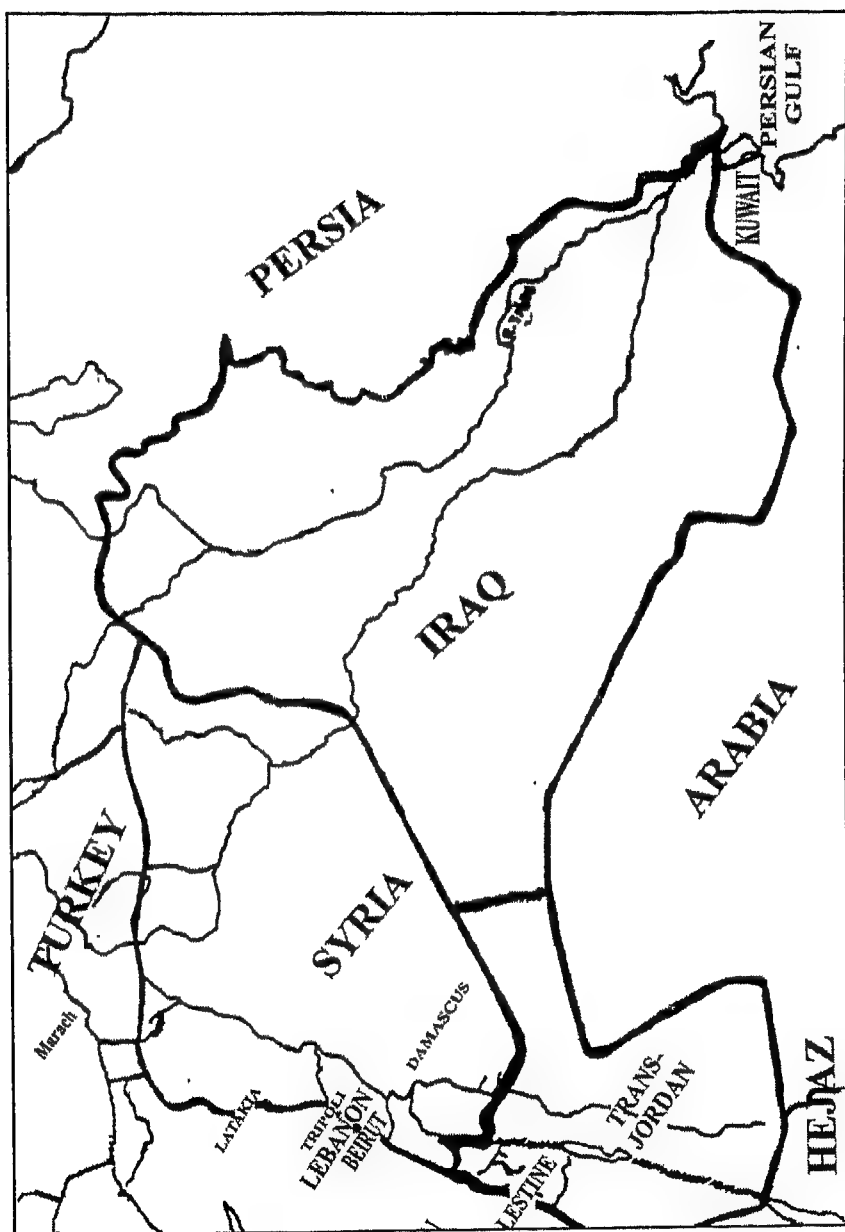 PERSIAN
GULF
KUWAIT
PERSIA
IRAQ
ARABIA
TURKEY
Marach
SYRIA
DAMASCUS
LATAKIA
TRIPOLI
LEBANON
BEIRUT
LESTINE
TRANS-
JORDAN
HEJAZ